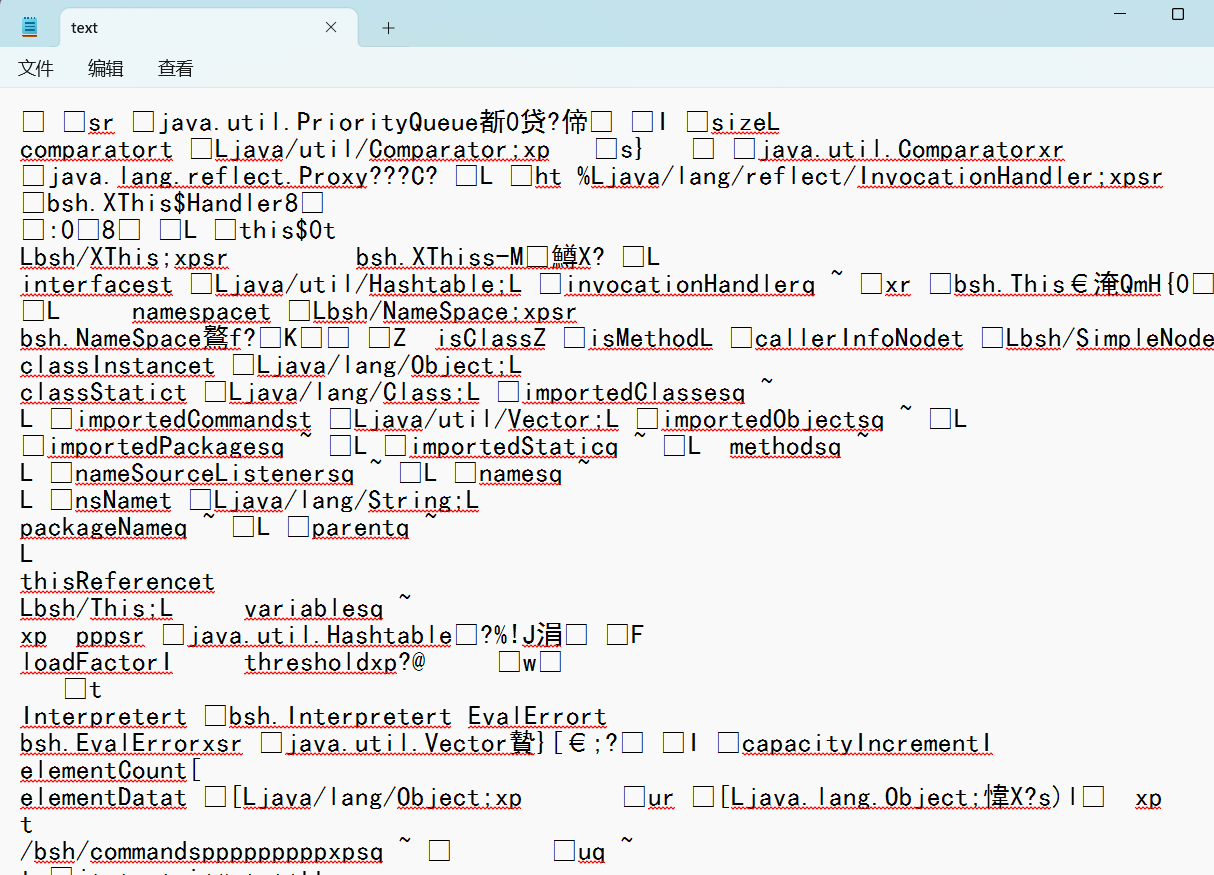 text
文件 编辑 查看
□ □sr □java.util.PriorityQueue斱0贷?偙□ □I □sizeL
comparatort □Ljava/util/Comparator;xp □s} □ □java.util.Comparatorxr
□java.lang.reflect.Proxy???C? □L □ht %Ljava/lang/reflect/InvocationHandler;xpsr
□bsh.XThis$Handler8□
□:0□8□ □L □this$0t
Lbsh/XThis;xpsr bsh.XThiss-M□鱒X? □L
interfacest □Ljava/util/Hashtable;L □invocationHandlerq ~ □xr □bsh.This€淹QmH{0□
□L namespacet □Lbsh/NameSpace;xpsr
bsh.NameSpace鷘f?□K□□ □Z isClassZ □isMethodL □callerInfoNodet □Lbsh/SimpleNode
classInstancet □Ljava/lang/Object;L
classStatict □Ljava/lang/Class;L □importedClassesq ~
L □importedCommandst □Ljava/util/Vector;L □importedObjectsq ~ □L
□importedPackagesq ~ □L □importedStaticq ~ □L methodsq ~
L □nameSourceListenersq ~ □L □namesq ~
L □nsNamet □Ljava/lang/String;L
packageNameq ~ □L □parentq ~
L
thisReferencet
Lbsh/This;L variablesq ~
xp pppsr □java.util.Hashtable□?%!J涓□ □F
loadFactorI thresholdxp?@ □w□
□t
Interpretert □bsh.Interpretert EvalErrort
bsh.EvalErrorxsr □java.util.Vector贄}[€;?□ □I □capacityIncrementI
elementCount[
elementDatat □[Ljava/lang/Object;xp □ur □[Ljava.lang.Object;愇X?s)l□ xp
t
/bsh/commandspppppppppxpsq ~ □ □uq ~